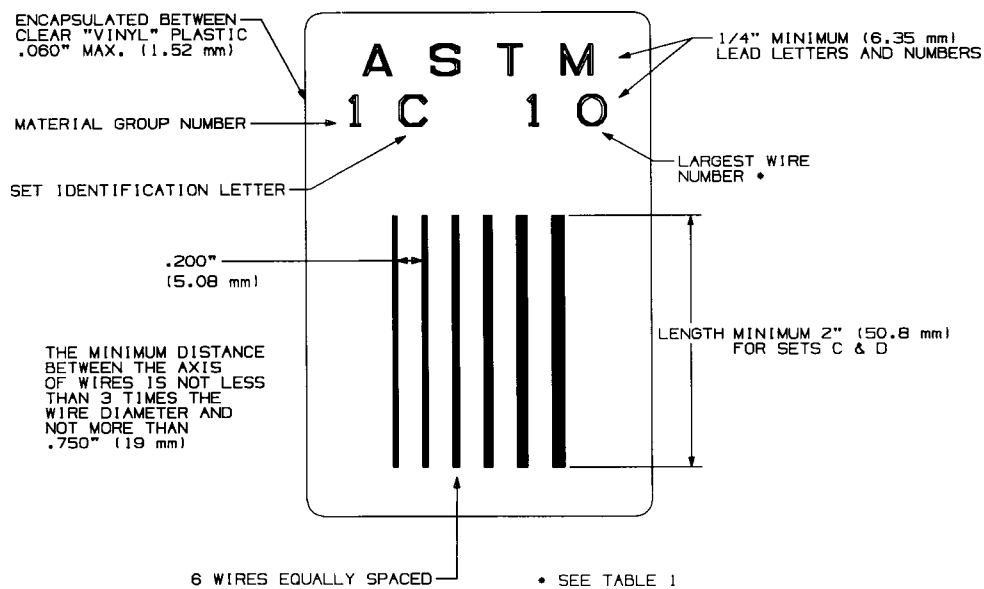 ENCAPSULATED BETWEEN
CLEAR "VINYL" PLASTIC
.060" MAX. (1.52 mm)
A S T M
1/4" MINIMUM (6.35 mm)
LEAD LETTERS AND NUMBERS
MATERIAL GROUP NUMBER
1 C 1 0
SET IDENTIFICATION LETTER
LARGEST WIRE
NUMBER *
.200"
(5.08 mm)
LENGTH MINIMUM 2" (50.8 mm)
FOR SETS C & D
THE MINIMUM DISTANCE
BETWEEN THE AXIS
OF WIRES IS NOT LESS
THAN 3 TIMES THE
WIRE DIAMETER AND
NOT MORE THAN
.750" (19 mm)
6 WIRES EQUALLY SPACED
* SEE TABLE 1